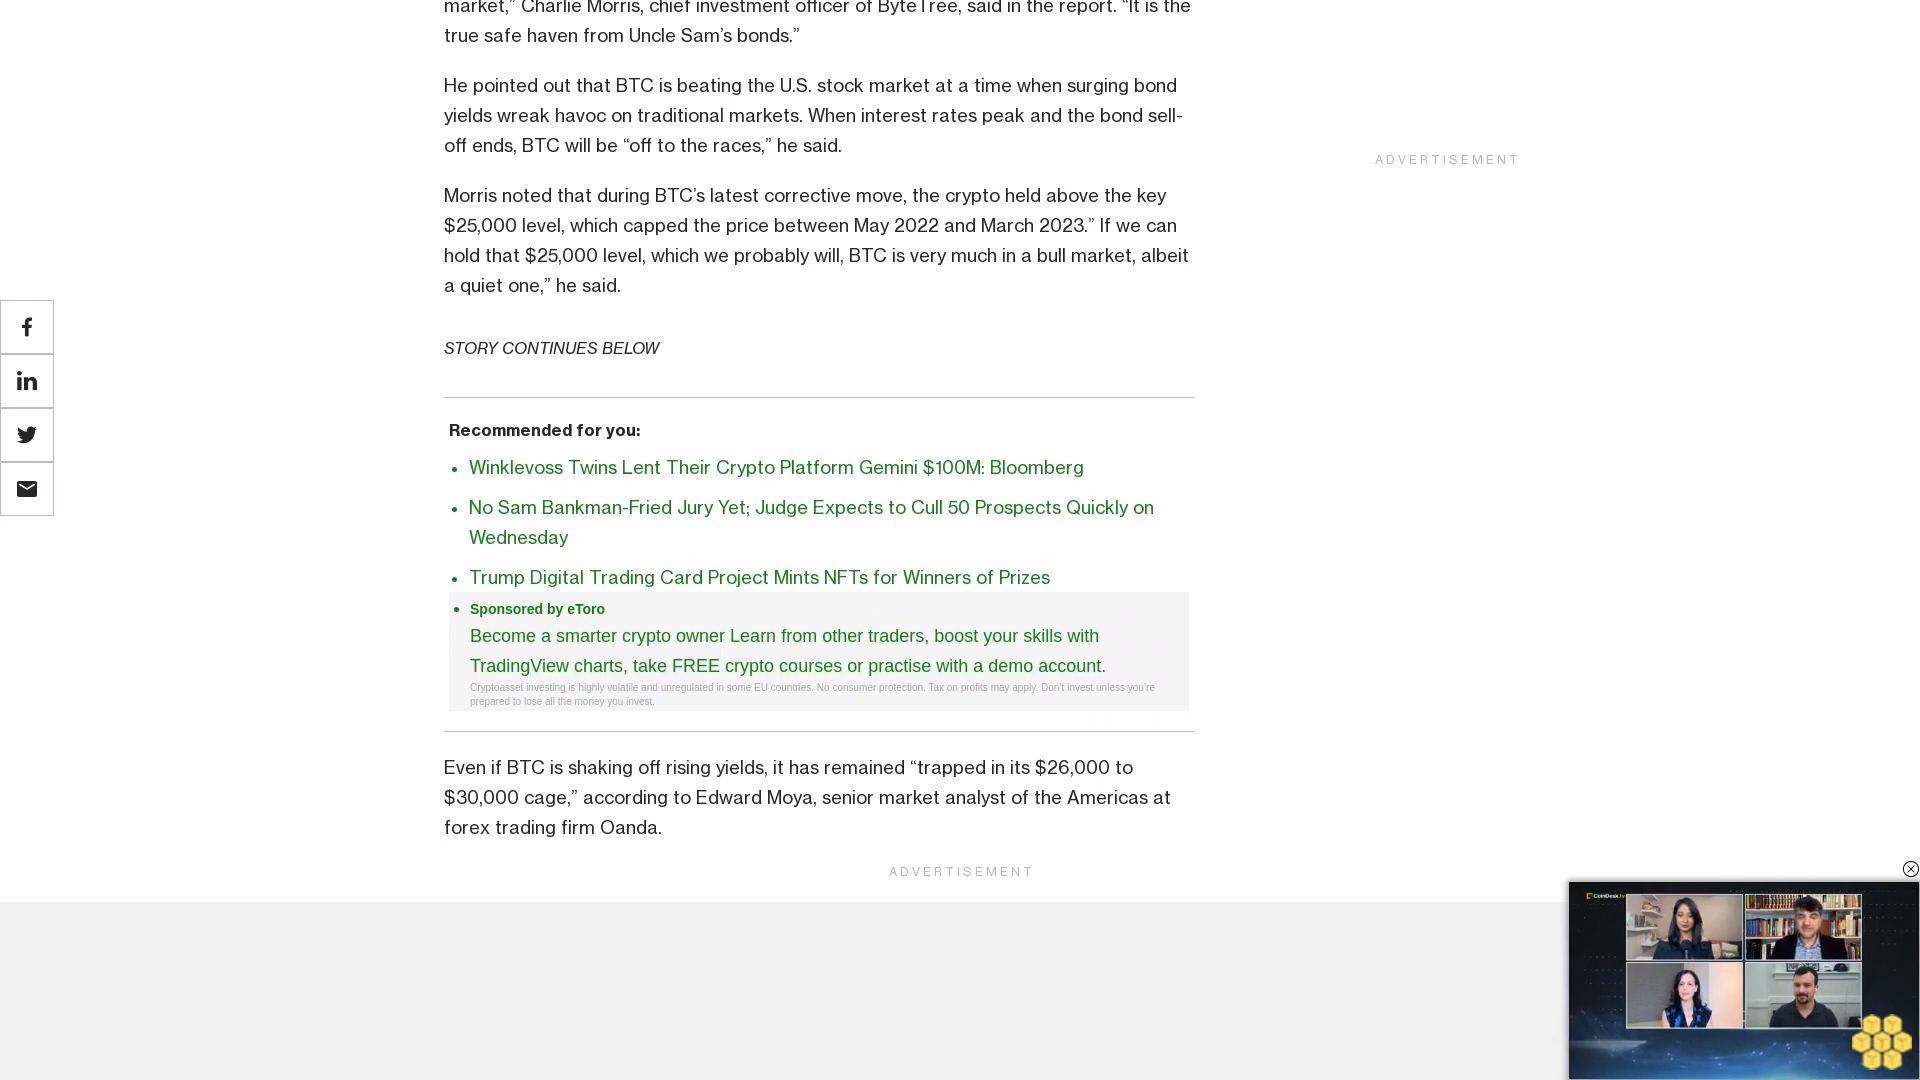 market,” Charlie Morris, chief investment officer of ByteTree, said in the report. “It is the
true safe haven from Uncle Sam’s bonds.”
He pointed out that BTC is beating the U.S. stock market at a time when surging bond
yields wreak havoc on traditional markets. When interest rates peak and the bond sell-
off ends, BTC will be “off to the races,” he said.
ADVERTISEMENT
Morris noted that during BTC’s latest corrective move, the crypto held above the key
$25,000 level, which capped the price between May 2022 and March 2023.” If we can
hold that $25,000 level, which we probably will, BTC is very much in a bull market, albeit
a quiet one,” he said.
STORY CONTINUES BELOW
Recommended for you:
• Winklevoss Twins Lent Their Crypto Platform Gemini $100M: Bloomberg
• No Sam Bankman-Fried Jury Yet; Judge Expects to Cull 50 Prospects Quickly on
Wednesday
• Trump Digital Trading Card Project Mints NFTs for Winners of Prizes
• Sponsored by eToro
Become a smarter crypto owner Learn from other traders, boost your skills with
TradingView charts, take FREE crypto courses or practise with a demo account.
Cryptoasset investing is highly volatile and unregulated in some EU countries. No consumer protection. Tax on profits may apply. Don’t invest unless you’re
prepared to lose all the money you invest.
Even if BTC is shaking off rising yields, it has remained “trapped in its $26,000 to
$30,000 cage,” according to Edward Moya, senior market analyst of the Americas at
forex trading firm Oanda.
ADVERTISEMENT
CoinDesk.tv